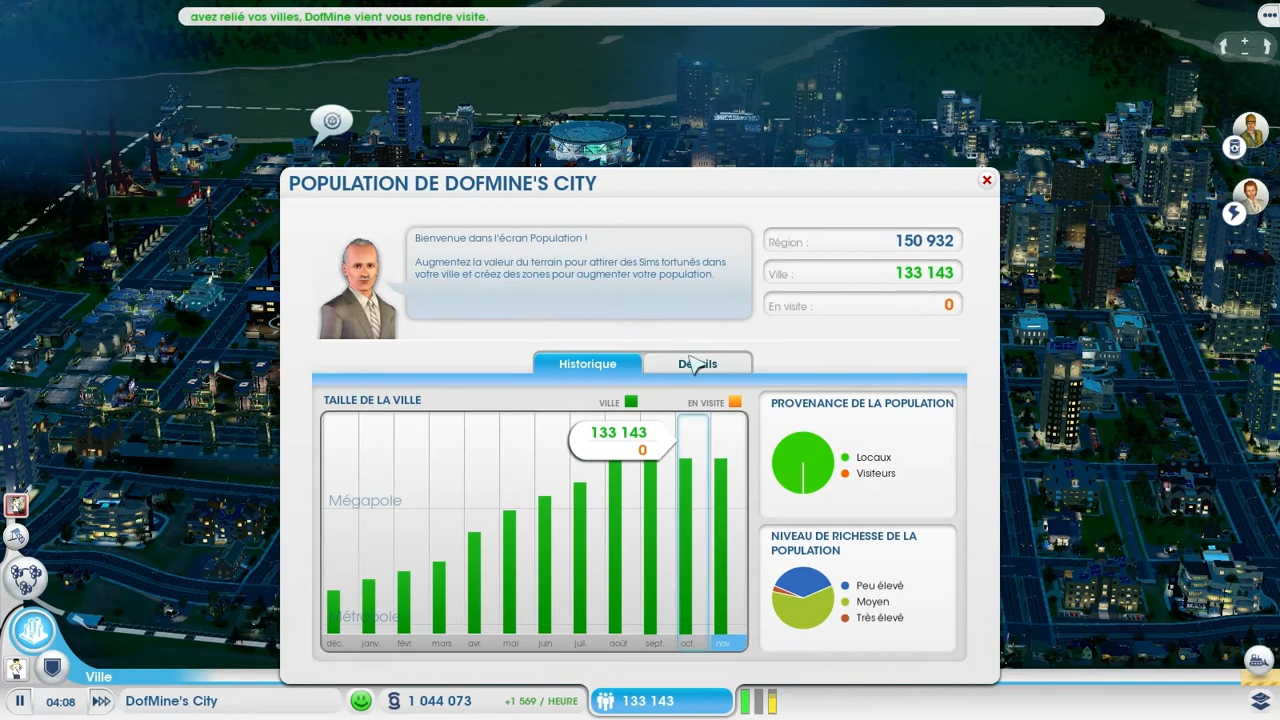 avez relié vos villes, DofMine vient vous rendre visite.
POPULATION DE DOFMINE'S CITY
Bienvenue dans l'écran Population !
Augmentez la valeur du terrain pour attirer des Sims fortunés dans
votre ville et créez des zones pour augmenter votre population.
Région : 150 932
Ville : 133 143
En visite : 0
Historique
TAILLE DE LA VILLE
VILLE
EN VISITE
133 143
0
Mégapole
Métropole
déc. janv. févr. mars avr. mai juin juil. août sept. oct. nov.
PROVENANCE DE LA POPULATION
Locaux
Visiteurs
NIVEAU DE RICHESSE DE LA
POPULATION
Peu élevé
Moyen
Très élevé
Ville
04:08 DofMine's City 1 044 073 +1 569 / HEURE 133 143